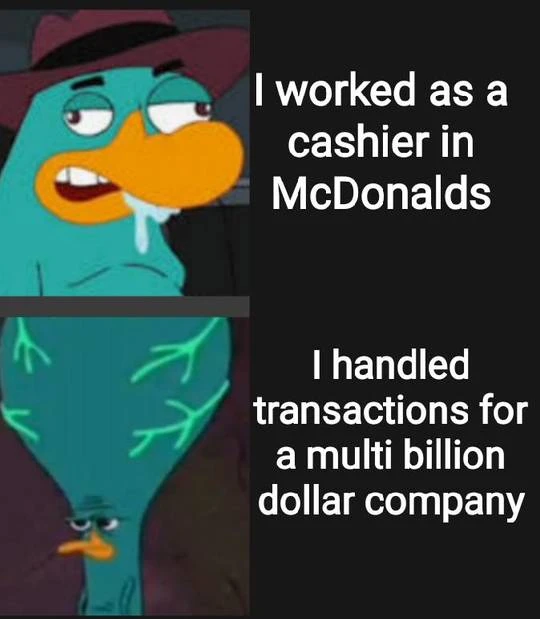 I worked as a
cashier in
McDonalds
I handled
transactions for
a multi billion
dollar company